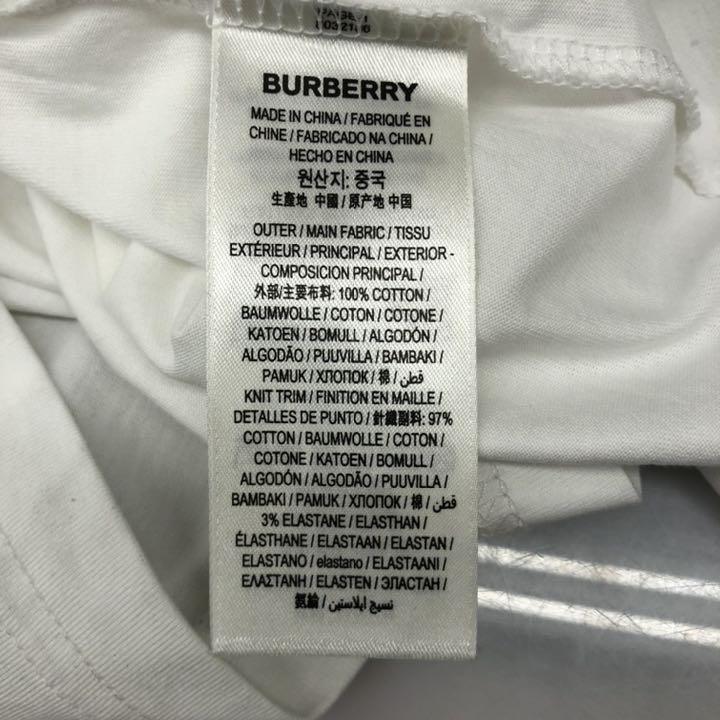 8032186
BURBERRY
MADE IN CHINA / FABRIQUÉ EN
CHINE / FABRICADO NA CHINA /
HECHO EN CHINA
원산지: 중국
生產地 中國 / 原产地 中国
OUTER / MAIN FABRIC / TISSU
EXTÉRIEUR / PRINCIPAL / EXTERIOR -
COMPOSICION PRINCIPAL /
外部/主要布料: 100% COTTON /
BAUMWOLLE / COTON / COTONE /
KATOEN / BOMULL / ALGODÓN /
ALGODÃO / PUUVILLA / BAMBAKI /
PAMUK / ХЛОПОК / 棉 / قطن
KNIT TRIM / FINITION EN MAILLE /
DETALLES DE PUNTO / 針織副料: 97%
COTTON / BAUMWOLLE / COTON /
COTONE / KATOEN / BOMULL /
ALGODÓN / ALGODÃO / PUUVILLA /
BAMBAKI / PAMUK / ХЛОПОК / 棉 / قطن
3% ELASTANE / ELASTHAN /
ÉLASTHANE / ELASTAAN / ELASTAN /
ELASTANO / elastano / ELASTAANI /
ΕΛΑΣΤΑΝΗ / ELASTEN / ЭЛАСТАН /
氨綸 / نسيج ايلاستين